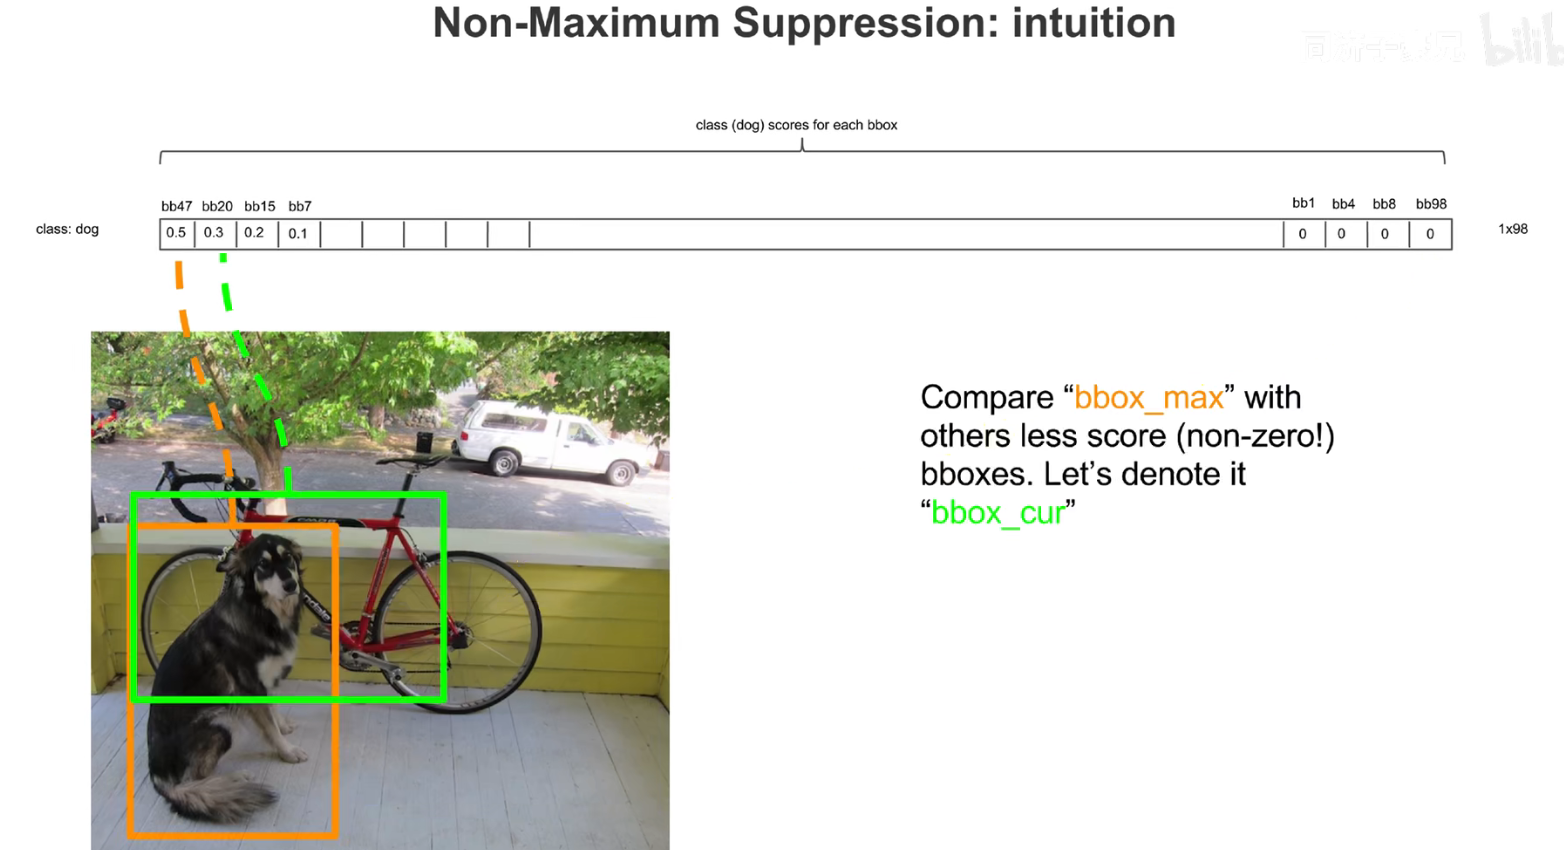 Non-Maximum Suppression: intuition
bilib
class (dog) scores for each bbox
bb47 bb20 bb15 bb7 bb1 bb4 bb8 bb98
class: dog 0.5 0.3 0.2 0.1 0 0 0 0 1x98
Compare “bbox_max” with
others less score (non-zero!)
bboxes. Let’s denote it
“bbox_cur”